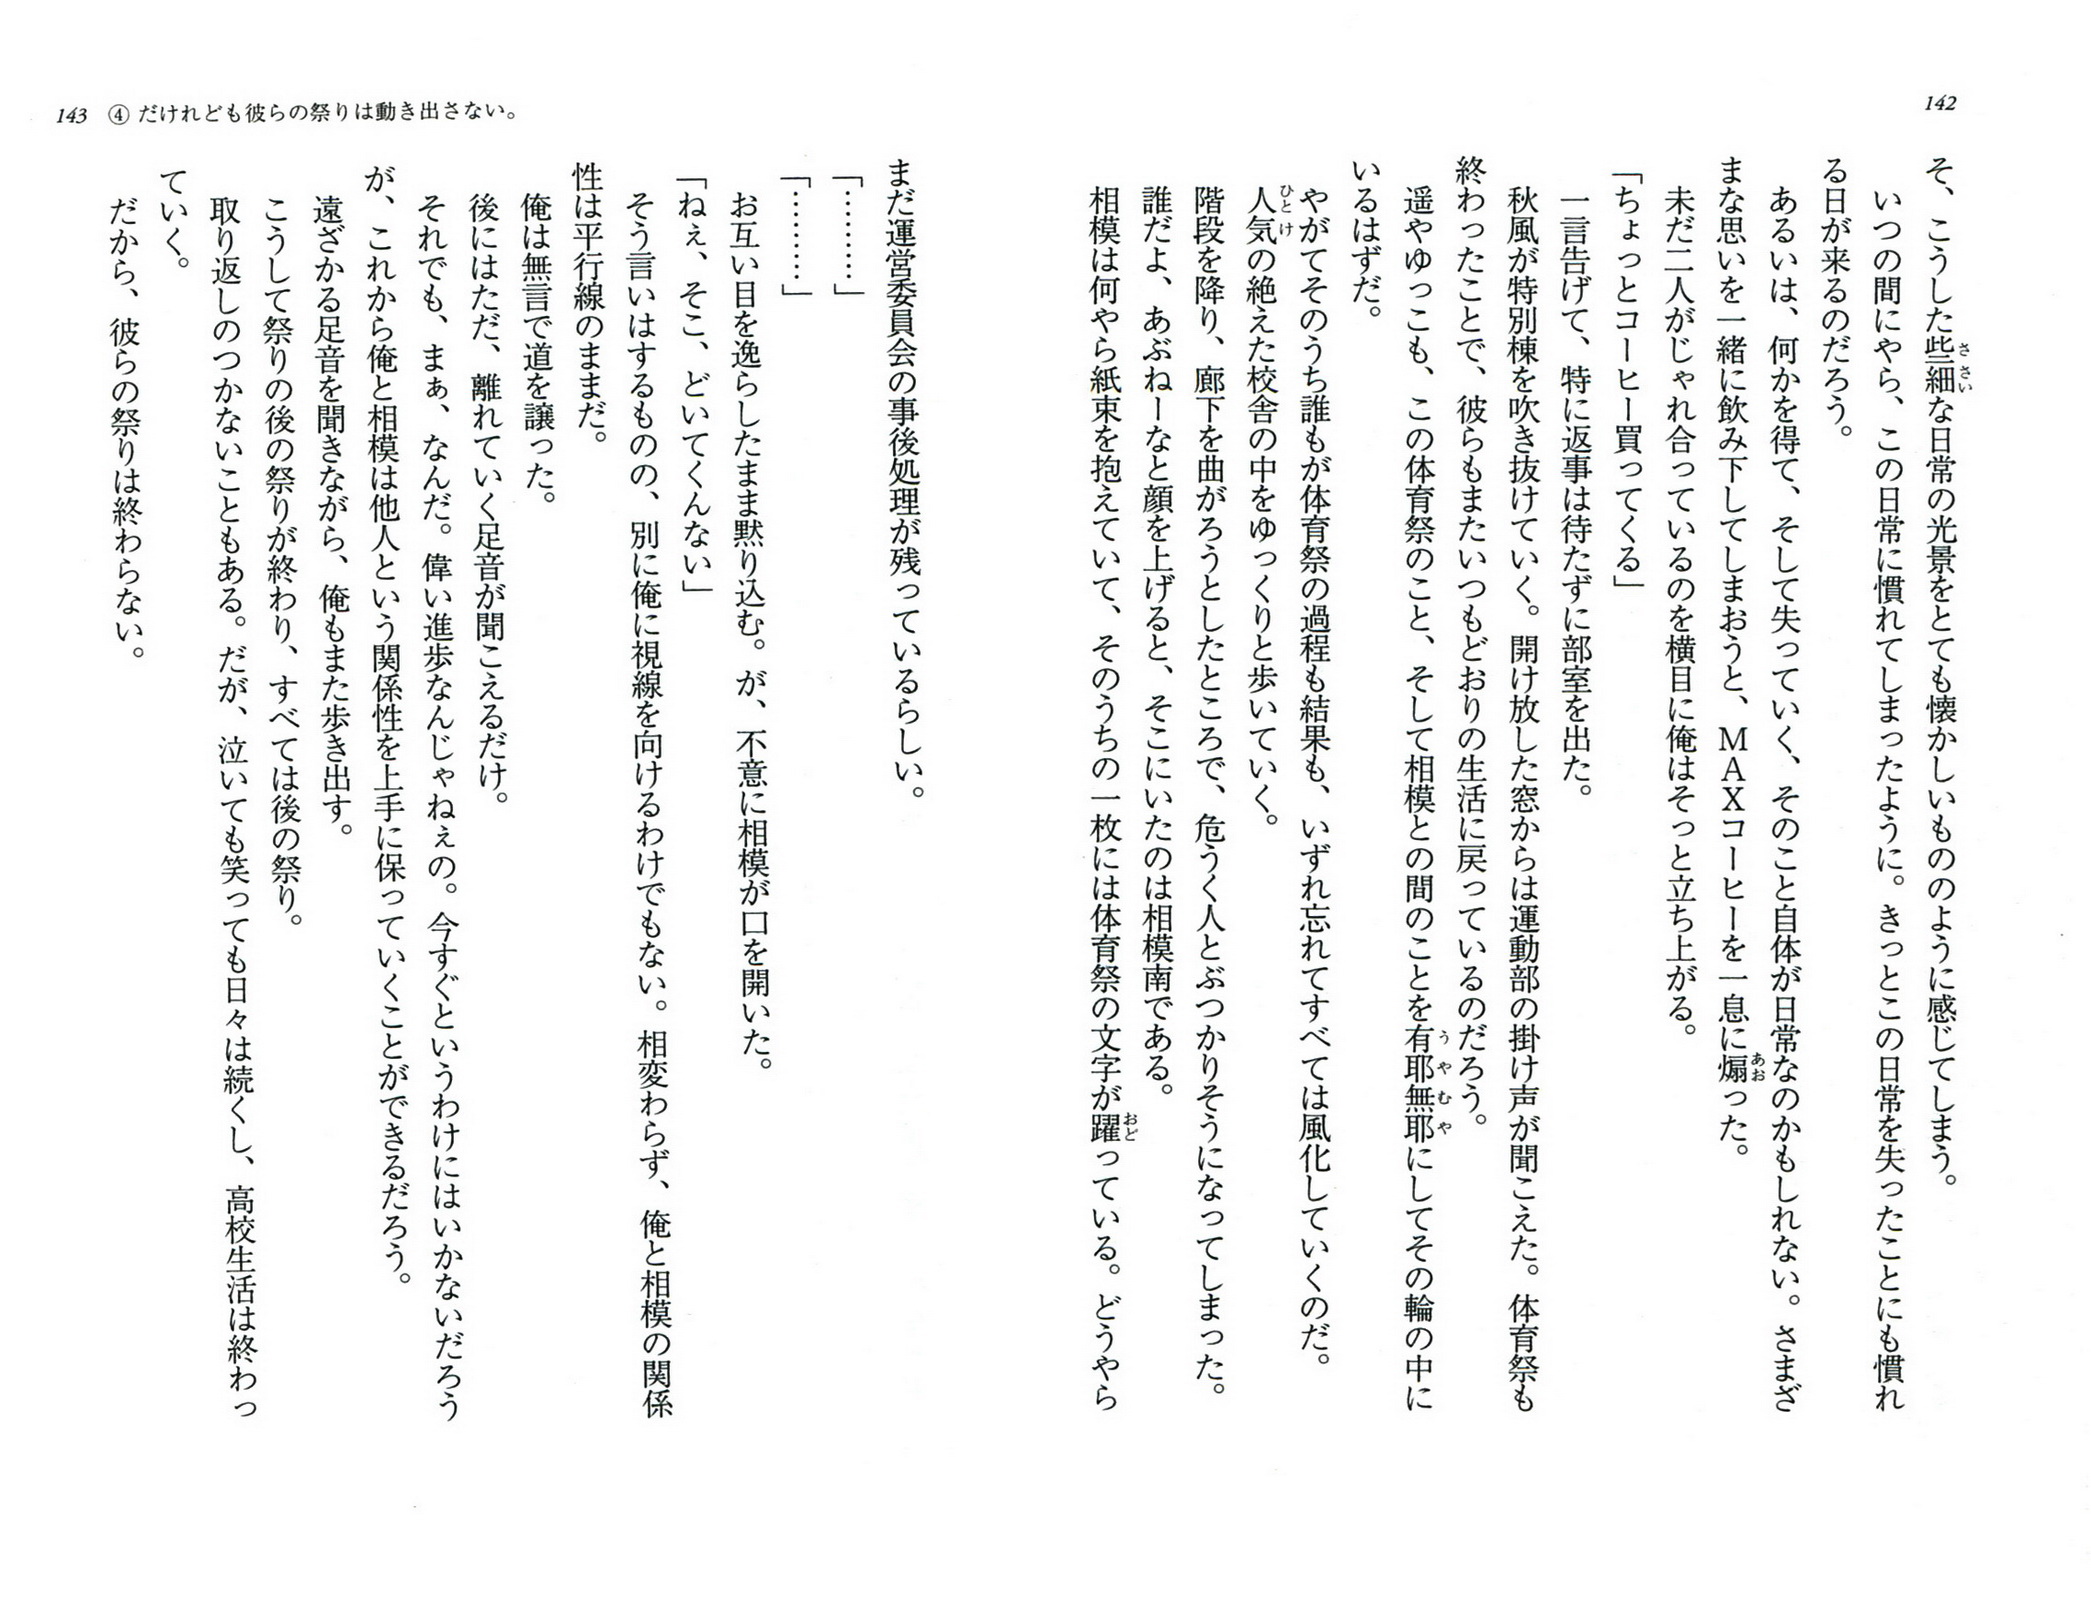 142
そ、こうした些細な日常の光景をとても懐かしいもののように感じてしまう。
いつの間にやら、この日常に慣れてしまったように。きっとこの日常を失ったことにも慣れ
る日が来るのだろう。
あるいは、何かを得て、そして失っていく、そのこと自体が日常なのかもしれない。さまざ
まな思いを一緒に飲み下してしまおうと、MAXコーヒーを一息に煽った。
未だ二人がじゃれ合っているのを横目に俺はそっと立ち上がる。
「ちょっとコーヒー買ってくる」
一言告げて、特に返事は待たずに部室を出た。
秋風が特別棟を吹き抜けていく。開け放した窓からは運動部の掛け声が聞こえた。体育祭も
終わったことで、彼らもまたいつもどおりの生活に戻っているのだろう。
遥やゆっこも、この体育祭のこと、そして相模との間のことを有耶無耶にしてその輪の中に
いるはずだ。
やがてそのうち誰もが体育祭の過程も結果も、いずれ忘れてすべては風化していくのだ。
人気の絶えた校舎の中をゆっくりと歩いていく。
階段を降り、廊下を曲がろうとしたところで、危うく人とぶつかりそうになってしまった。
誰だよ、あぶねーなと顔を上げると、そこにいたのは相模南である。
相模は何やら紙束を抱えていて、そのうちの一枚には体育祭の文字が躍っている。どうやら
143 ④ だけれども彼らの祭りは動き出さない。
まだ運営委員会の事後処理が残っているらしい。
「………」
「………」
お互い目を逸らしたまま黙り込む。が、不意に相模が口を開いた。
「ねぇ、そこ、どいてくんない」
そう言いはするものの、別に俺に視線を向けるわけでもない。相変わらず、俺と相模の関係
性は平行線のままだ。
俺は無言で道を譲った。
後にはただ、離れていく足音が聞こえるだけ。
それでも、まぁ、なんだ。偉い進歩なんじゃねぇの。今すぐというわけにはいかないだろう
が、これから俺と相模は他人という関係性を上手に保っていくことができるだろう。
遠ざかる足音を聞きながら、俺もまた歩き出す。
こうして祭りの後の祭りが終わり、すべては後の祭り。
取り返しのつかないこともある。だが、泣いても笑っても日々は続くし、高校生活は終わっ
ていく。
だから、彼らの祭りは終わらない。